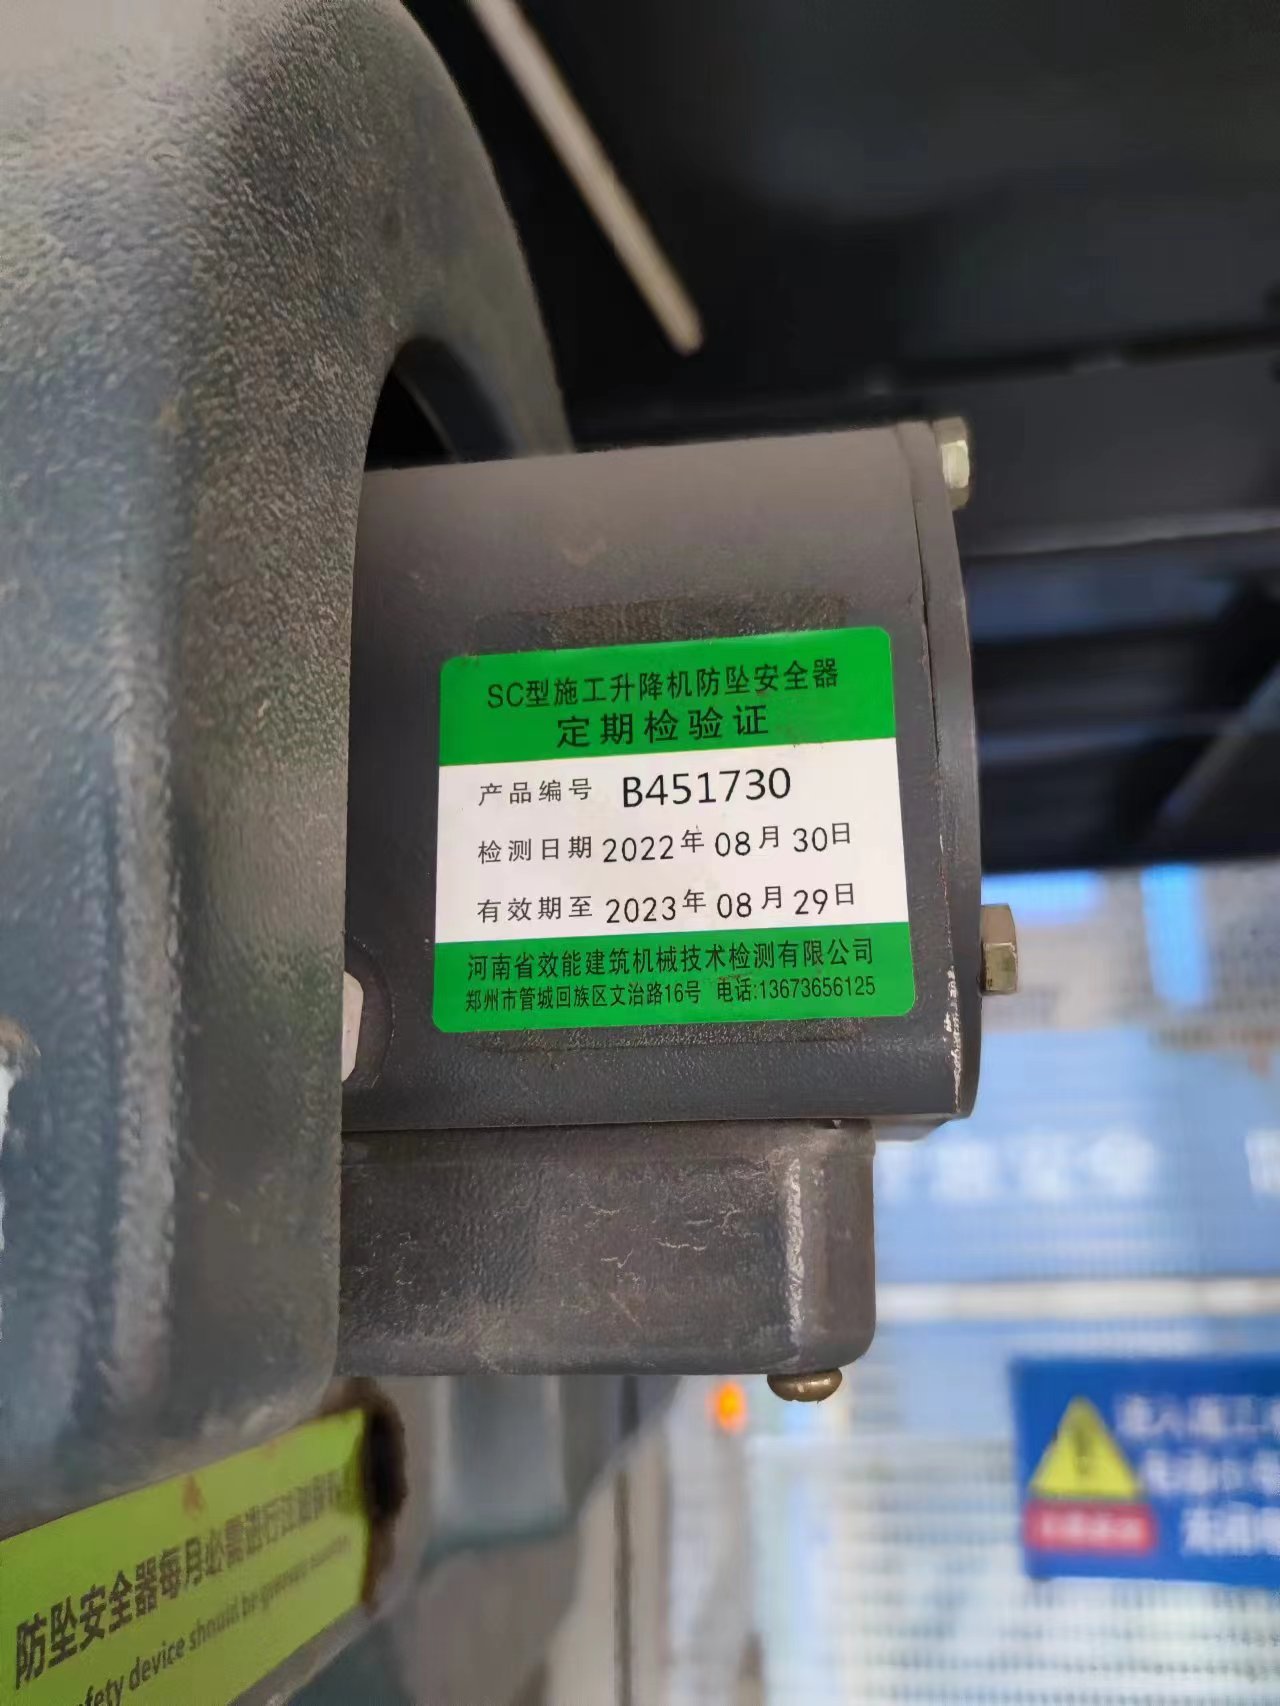 SC型施工升降机防坠安全器
定期检验证
产品编号 B451730
检测日期 2022年 08月 30日
有效期至 2023年 08月 29日
河南省效能建筑机械技术检测有限公司
郑州市管城回族区文治路16号 电话:13673656125
防坠安全器每月必需进行
device should be